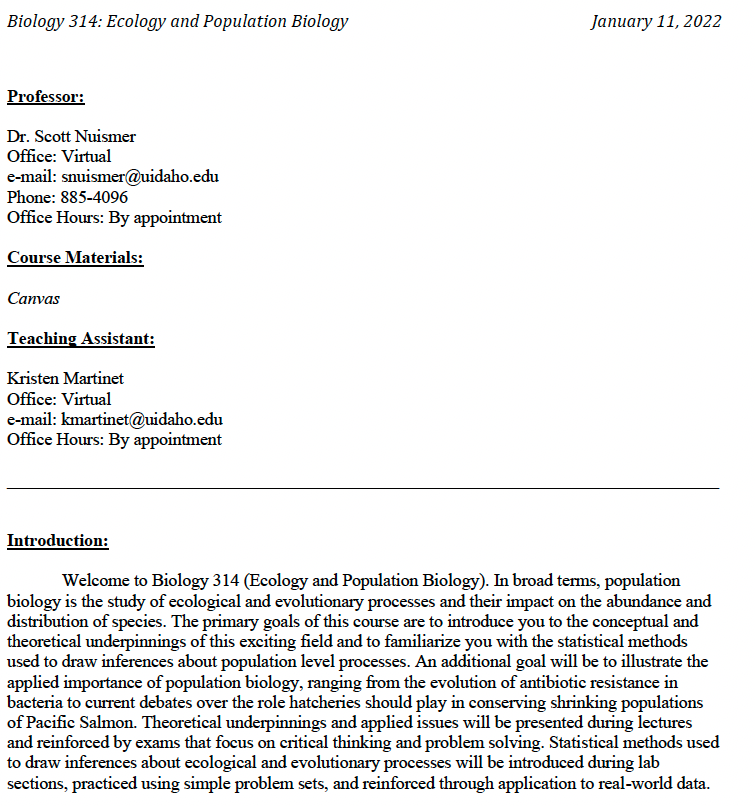 Biology 314: Ecology and Population Biology January 11, 2022
Professor:
Dr. Scott Nuismer
Office: Virtual
e-mail: snuismer@uidaho.edu
Phone: 885-4096
Office Hours: By appointment
Course Materials:
Canvas
Teaching Assistant:
Kristen Martinet
Office: Virtual
e-mail: kmartinet@uidaho.edu
Office Hours: By appointment
Introduction:
Welcome to Biology 314 (Ecology and Population Biology). In broad terms, population
biology is the study of ecological and evolutionary processes and their impact on the abundance and
distribution of species. The primary goals of this course are to introduce you to the conceptual and
theoretical underpinnings of this exciting field and to familiarize you with the statistical methods
used to draw inferences about population level processes. An additional goal will be to illustrate the
applied importance of population biology, ranging from the evolution of antibiotic resistance in
bacteria to current debates over the role hatcheries should play in conserving shrinking populations
of Pacific Salmon. Theoretical underpinnings and applied issues will be presented during lectures
and reinforced by exams that focus on critical thinking and problem solving. Statistical methods used
to draw inferences about ecological and evolutionary processes will be introduced during lab
sections, practiced using simple problem sets, and reinforced through application to real-world data.